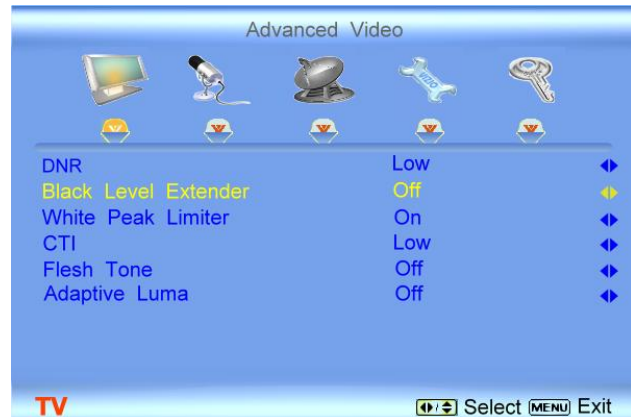 Advanced Video
VIZIO
DNR Low
Black Level Extender Off
White Peak Limiter On
CTI Low
Flesh Tone Off
Adaptive Luma Off
TV Select MENU Exit